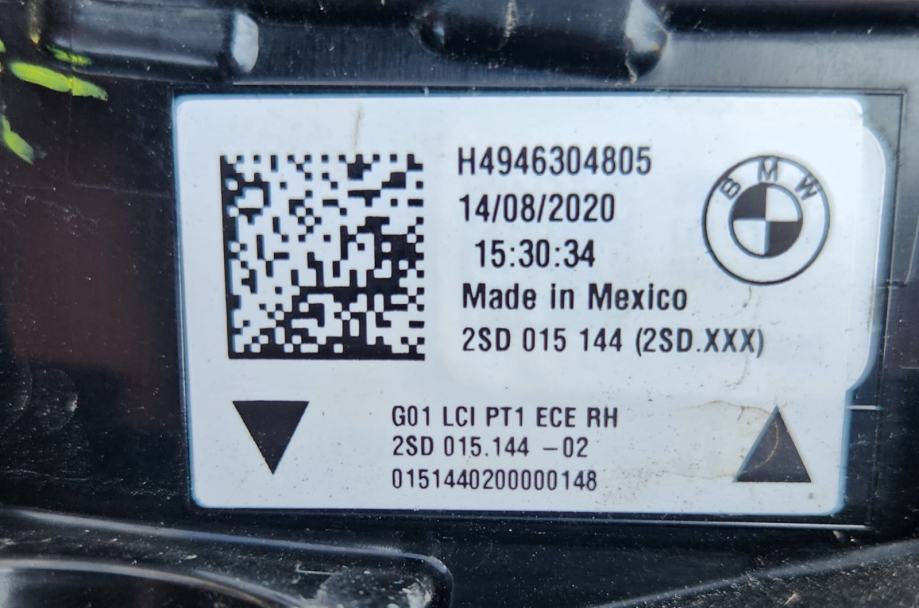 H4946304805
14/08/2020
15:30:34
Made in Mexico
2SD 015 144 (2SD.XXX)
BMW
G01 LCI PT1 ECE RH
2SD 015.144 -02
0151440200000148